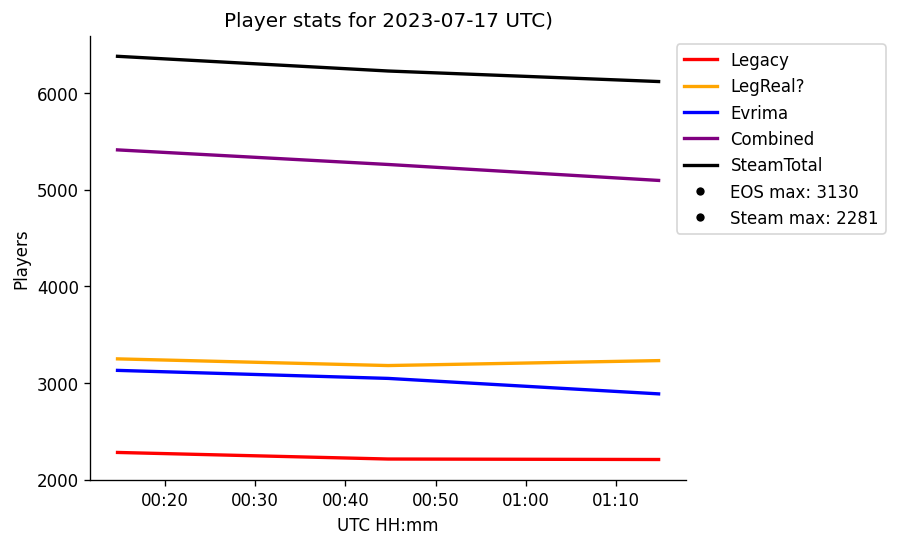 Player stats for 2023-07-17 UTC)
Legacy
LegReal?
Evrima
Combined
SteamTotal
EOS max: 3130
Steam max: 2281
Players
6000
5000
4000
3000
2000
00:20 00:30 00:40 00:50 01:00 01:10
UTC HH:mm